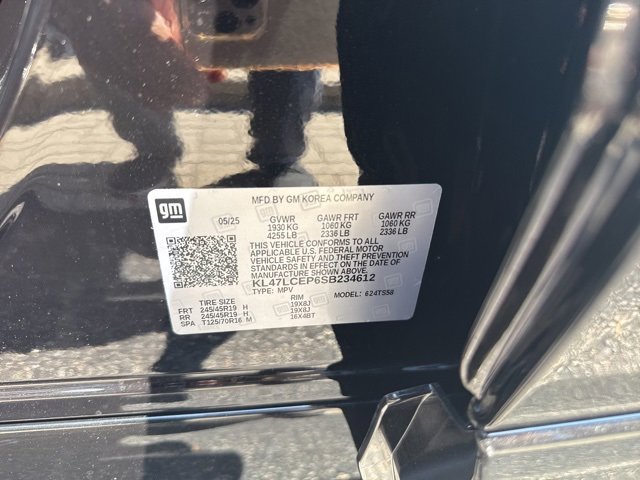 MFD BY GM KOREA COMPANY
gm
05/25 GVWR GAWR FRT GAWR RR
1930 KG 1060 KG 1060 KG
4255 LB 2336 LB 2336 LB
THIS VEHICLE CONFORMS TO ALL
APPLICABLE U.S. FEDERAL MOTOR
VEHICLE SAFETY AND THEFT PREVENTION
STANDARDS IN EFFECT ON THE DATE OF
MANUFACTURE SHOWN ABOVE.
KL47LCEP6SB234612
TYPE: MPV MODEL: 624TS58
TIRE SIZE RIM
FRT 245/45R19 H 19X8J
RR 245/45R19 H 19X8J
SPA T125/70R16 M 16X4BT